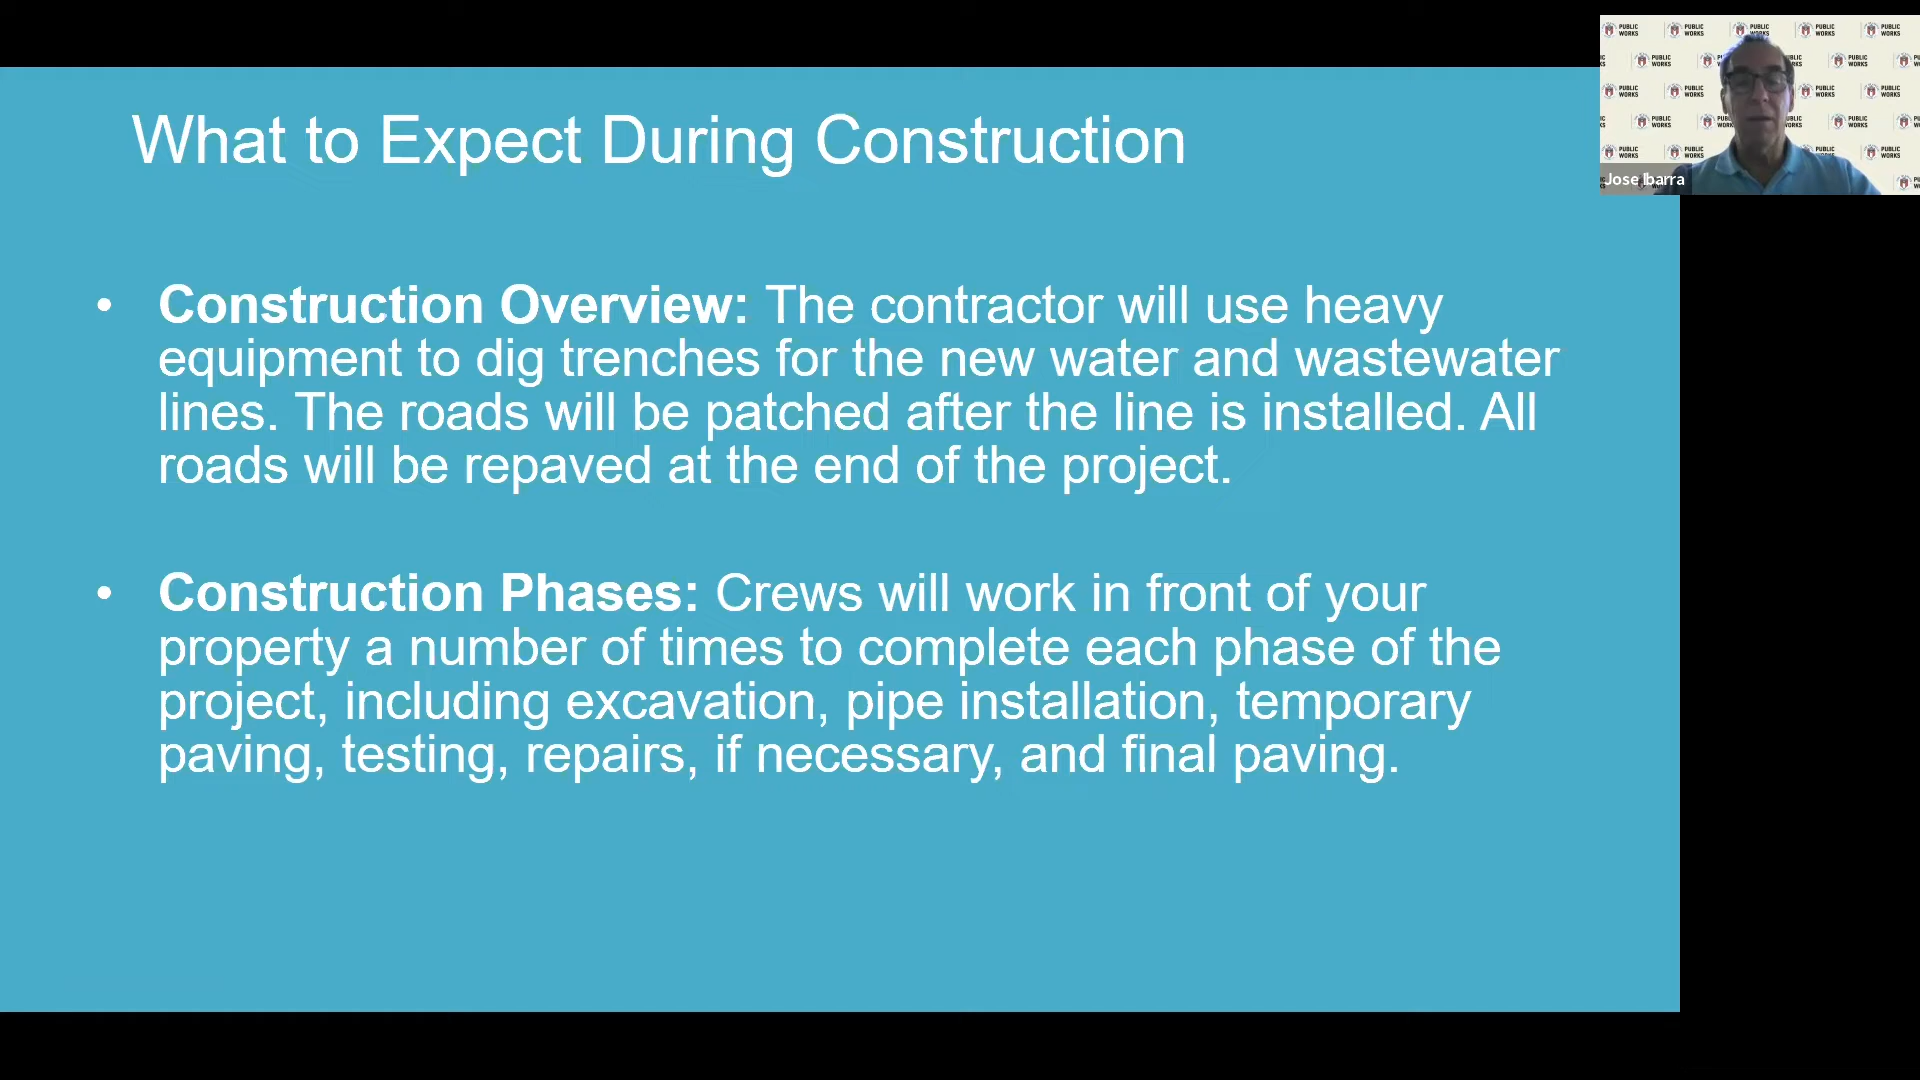 What to Expect During Construction
PUBLIC WORKS
Jose Ibarra
• Construction Overview: The contractor will use heavy
equipment to dig trenches for the new water and wastewater
lines. The roads will be patched after the line is installed. All
roads will be repaved at the end of the project.
• Construction Phases: Crews will work in front of your
property a number of times to complete each phase of the
project, including excavation, pipe installation, temporary
paving, testing, repairs, if necessary, and final paving.